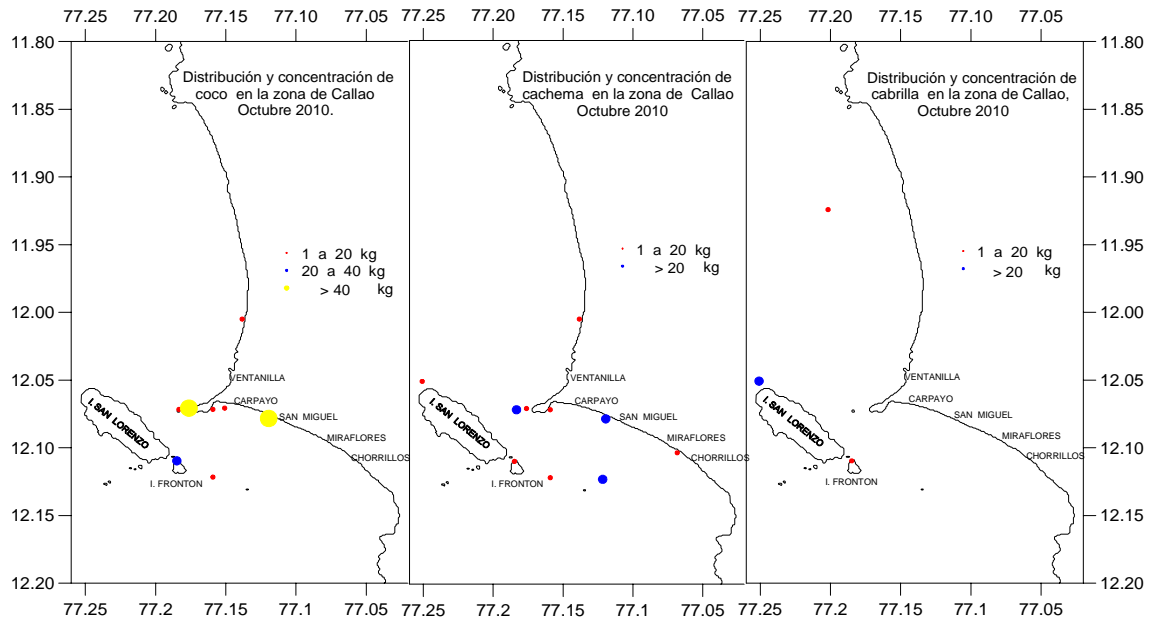 77.25 77.20 77.15 77.10 77.05 77.25 77.20 77.15 77.10 77.05 77.25 77.20 77.15 77.10 77.05
11.80
11.85
11.90
11.95
12.00
12.05
12.10
12.15
12.20
Distribución y concentración de
coco en la zona de Callao
Octubre 2010.
1 a 20 kg
20 a 40 kg
> 40 kg
VENTANILLA
CARPAYO
SAN MIGUEL
MIRAFLORES
CHORRILLOS
I. SAN LORENZO
I. FRONTON
Distribución y concentración de
cachema en la zona de Callao
Octubre 2010
1 a 20 kg
> 20 kg
VENTANILLA
CARPAYO
SAN MIGUEL
MIRAFLORES
CHORRILLOS
I. SAN LORENZO
I. FRONTON
Distribución y concentración de
cabrilla en la zona de Callao,
Octubre 2010
1 a 20 kg
> 20 kg
VENTANILLA
CARPAYO
SAN MIGUEL
MIRAFLORES
CHORRILLOS
I. SAN LORENZO
I. FRONTON
11.80
11.85
11.90
11.95
12.00
12.05
12.10
12.15
12.20
77.25 77.20 77.15 77.10 77.05 77.25 77.20 77.15 77.10 77.05 77.25 77.20 77.15 77.10 77.05